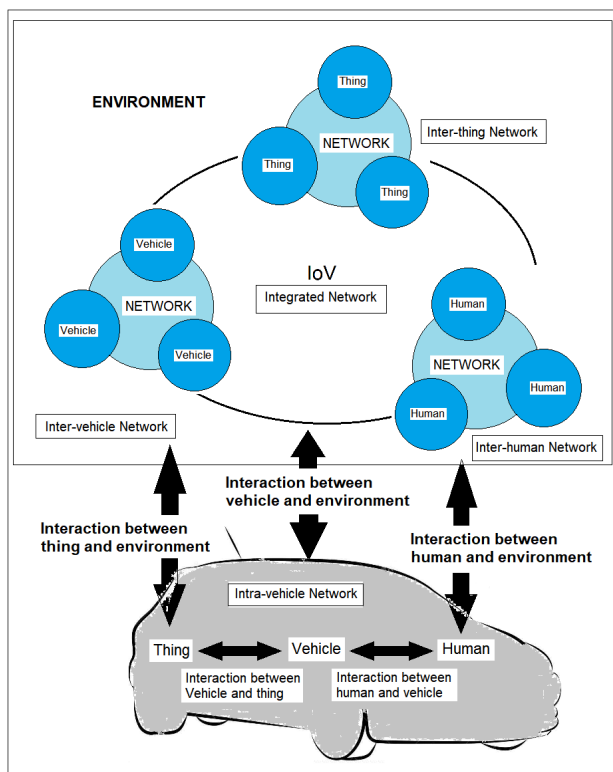 Thing
ENVIRONMENT
NETWORK
Inter-thing Network
Thing
Thing
Vehicle
IoV
Integrated Network
NETWORK
Human
Vehicle
Vehicle
NETWORK
Human
Human
Inter-vehicle Network
Inter-human Network
Interaction between
vehicle and environment
Interaction between
thing and environment
Interaction between
human and environment
Intra-vehicle Network
Thing
Vehicle
Human
Interaction between
Vehicle and thing
Interaction between
human and vehicle